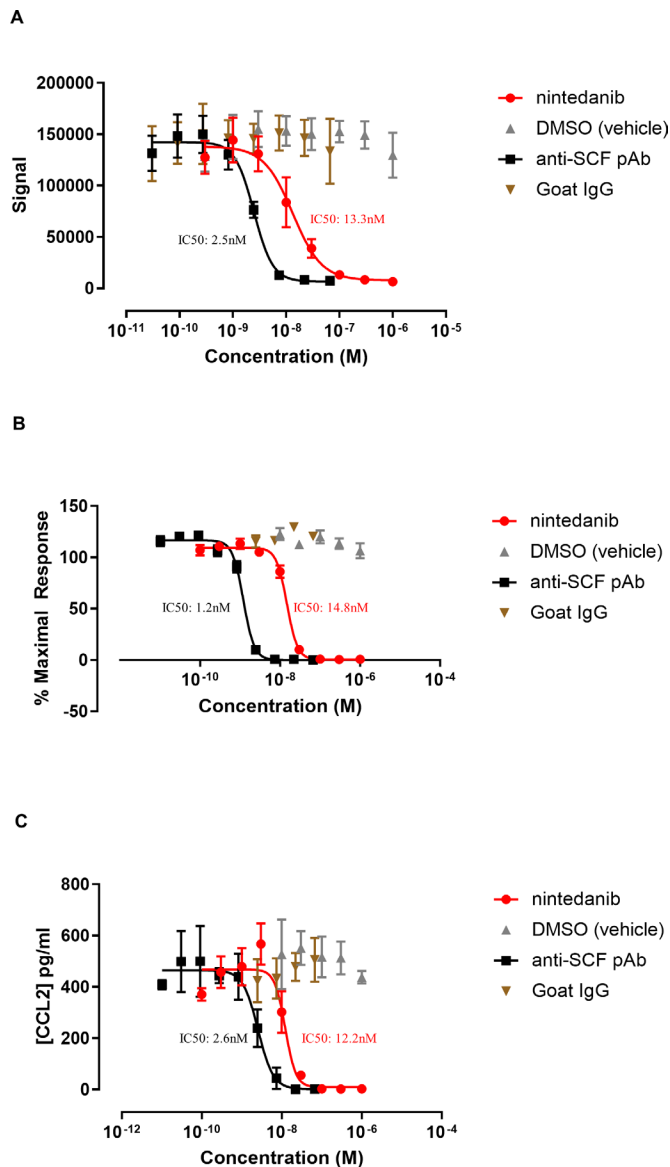 A
200000
150000
100000
50000
0
Signal
IC50: 2.5nM
IC50: 13.3nM
10-11
10-10
10-9
10-8
10-7
10-6
10-5
Concentration (M)
nintedanib
DMSO (vehicle)
anti-SCF pAb
Goat IgG
B
150
100
50
0
-50
% Maximal Response
IC50: 1.2nM
IC50: 14.8nM
10-10
10-8
10-6
10-4
Concentration (M)
nintedanib
DMSO (vehicle)
anti-SCF pAb
Goat IgG
C
800
600
400
200
0
[CCL2] pg/ml
IC50: 2.6nM
IC50: 12.2nM
10-12
10-10
10-8
10-6
10-4
Concentration (M)
nintedanib
DMSO (vehicle)
anti-SCF pAb
Goat IgG